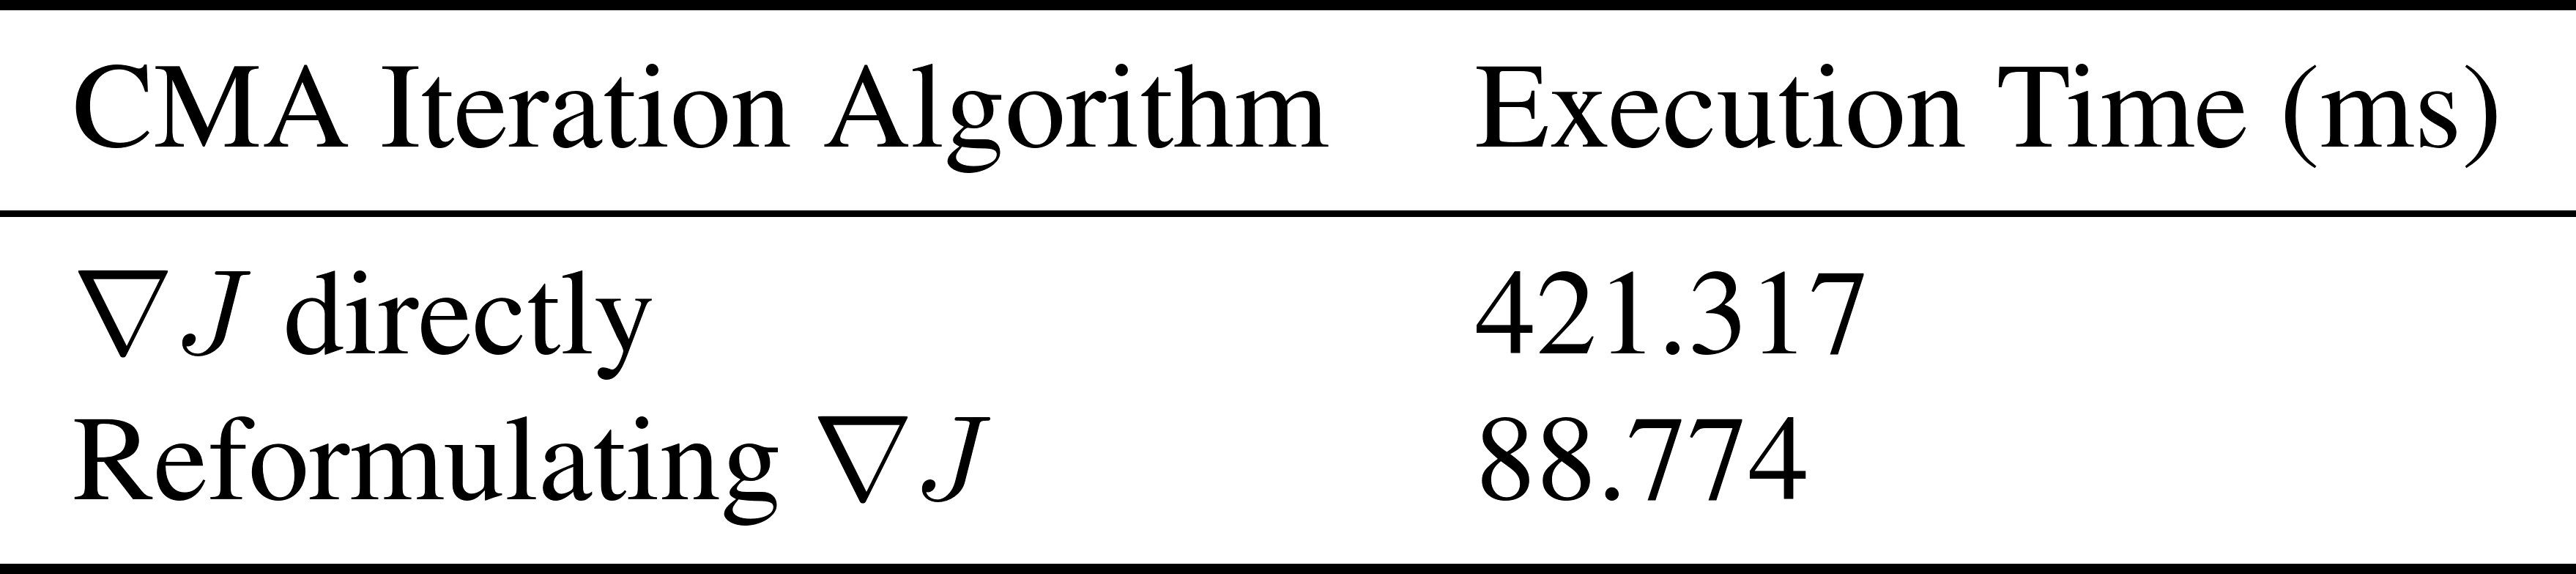 CMA Iteration Algorithm Execution Time (ms)
∇J directly 421.317
Reformulating ∇J 88.774